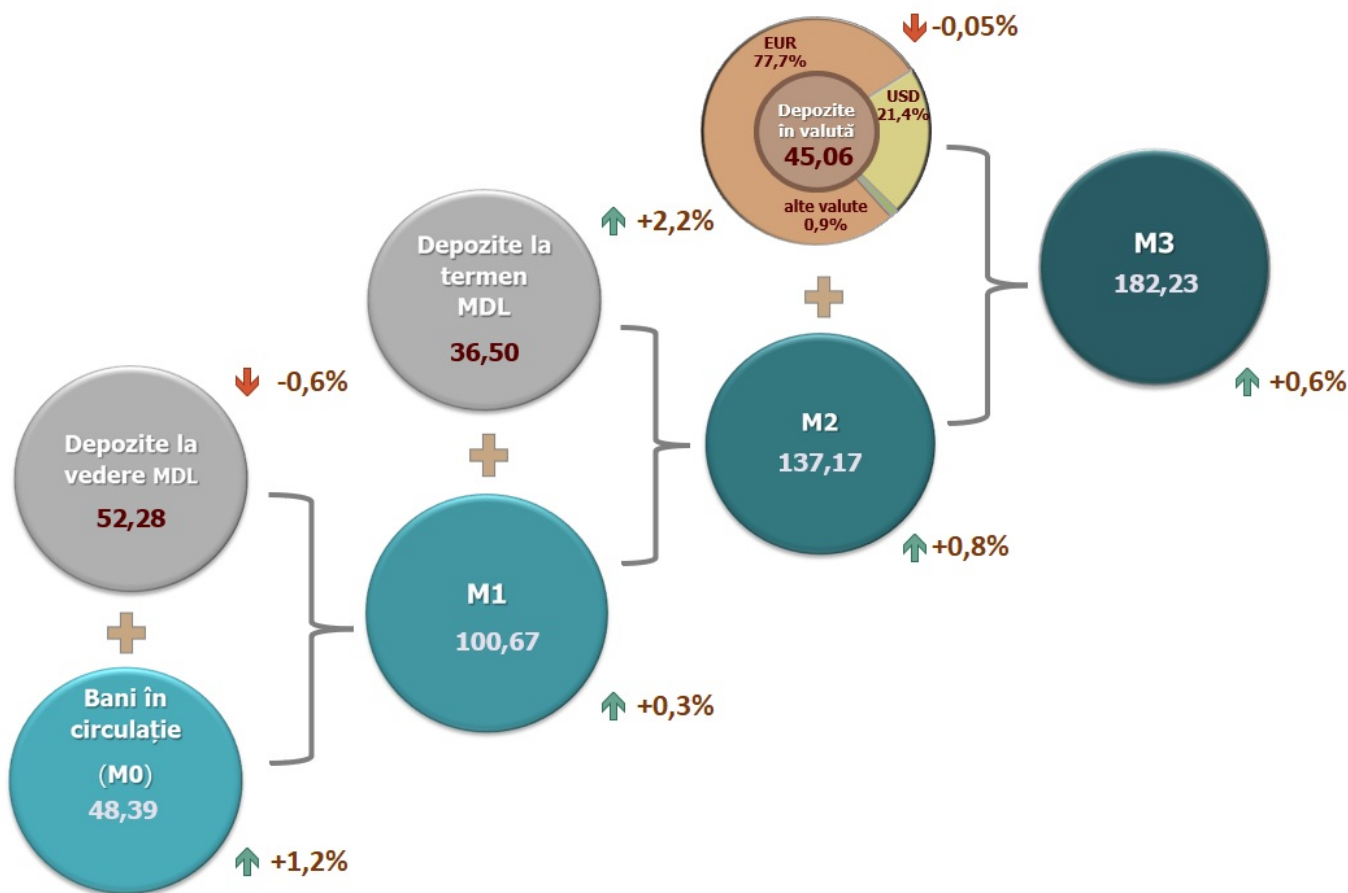 EUR
77,7%
-0,05%
USD
21,4%
Depozite
în valută
45,06
alte valute
0,9%
+2,2%
Depozite la
termen
MDL
36,50
M3
182,23
+0,6%
-0,6%
Depozite la
vedere MDL
52,28
M2
137,17
+0,8%
M1
100,67
+0,3%
Bani în
circulație
(M0)
48,39
+1,2%